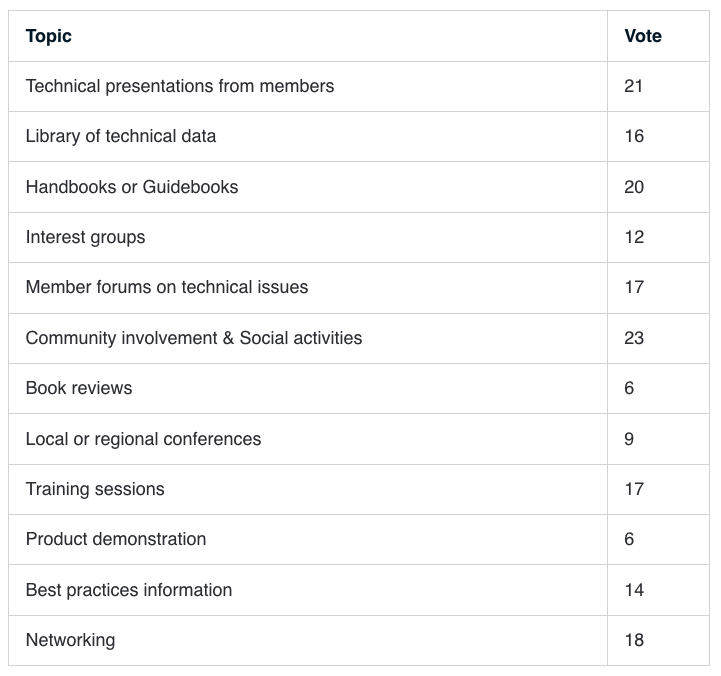 Topic Vote
Technical presentations from members 21
Library of technical data 16
Handbooks or Guidebooks 20
Interest groups 12
Member forums on technical issues 17
Community involvement & Social activities 23
Book reviews 6
Local or regional conferences 9
Training sessions 17
Product demonstration 6
Best practices information 14
Networking 18